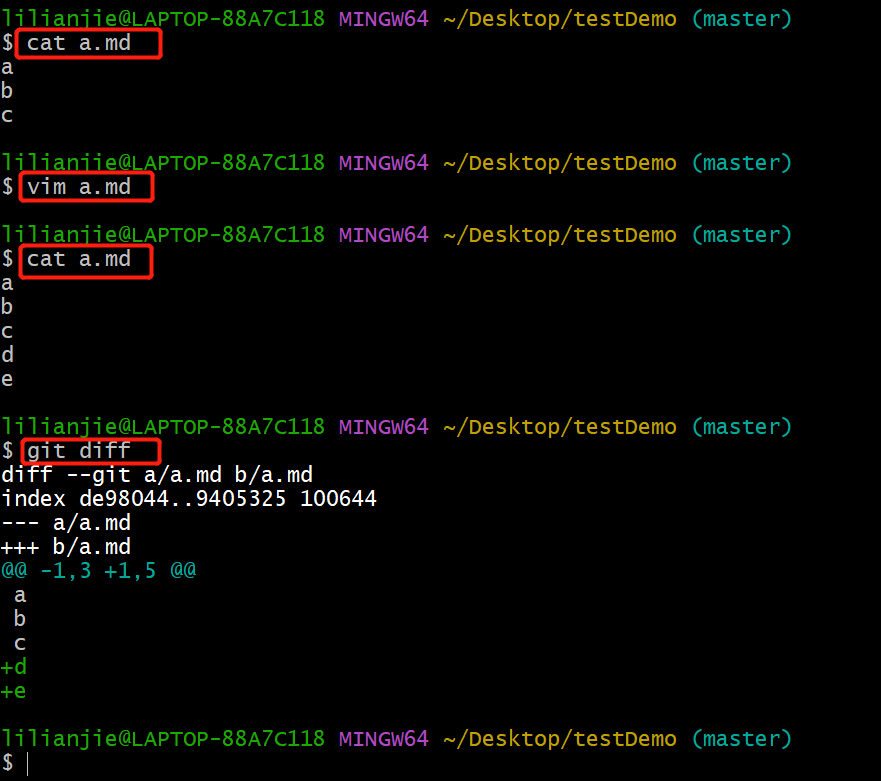 lilianjie@LAPTOP-88A7C118 MINGW64 ~/Desktop/testDemo (master)
$ cat a.md
a
b
c
lilianjie@LAPTOP-88A7C118 MINGW64 ~/Desktop/testDemo (master)
$ vim a.md
lilianjie@LAPTOP-88A7C118 MINGW64 ~/Desktop/testDemo (master)
$ cat a.md
a
b
c
d
e
lilianjie@LAPTOP-88A7C118 MINGW64 ~/Desktop/testDemo (master)
$ git diff
diff --git a/a.md b/a.md
index de98044..9405325 100644
--- a/a.md
+++ b/a.md
@@ -1,3 +1,5 @@
 a
 b
 c
+d
+e
lilianjie@LAPTOP-88A7C118 MINGW64 ~/Desktop/testDemo (master)
$